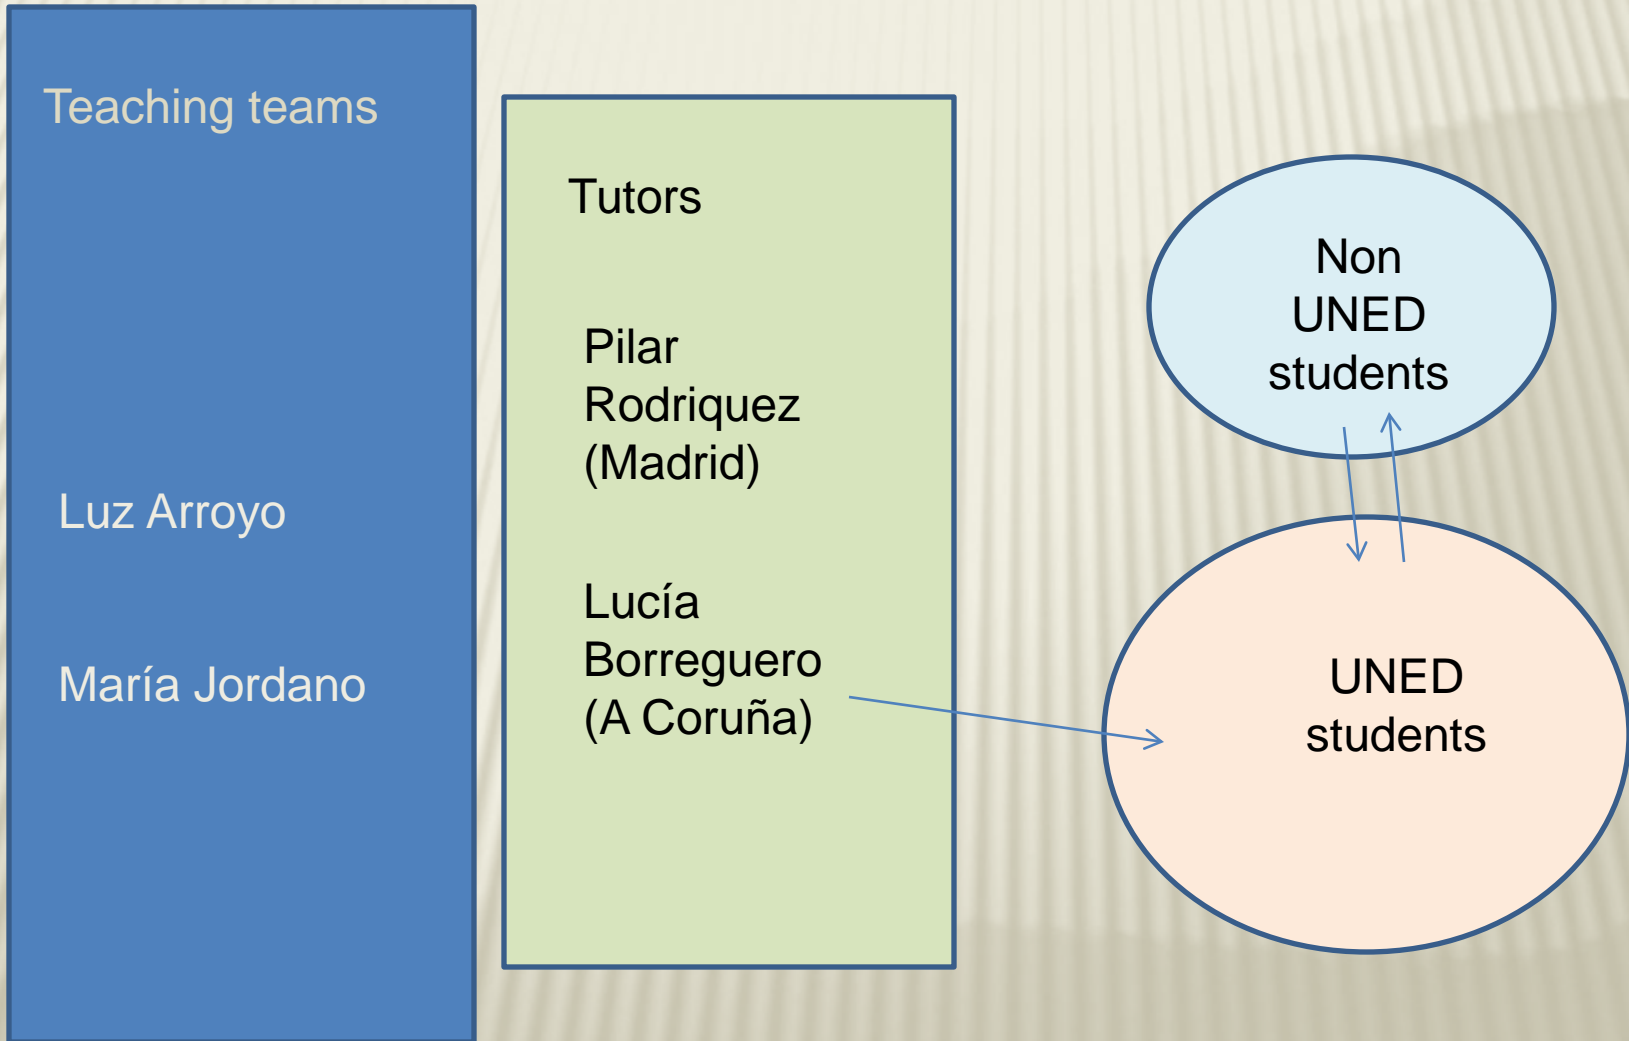 Teaching teams
Luz Arroyo
María Jordano
Tutors
Pilar
Rodriquez
(Madrid)
Lucía
Borreguero
(A Coruña)
Non
UNED
students
UNED
students